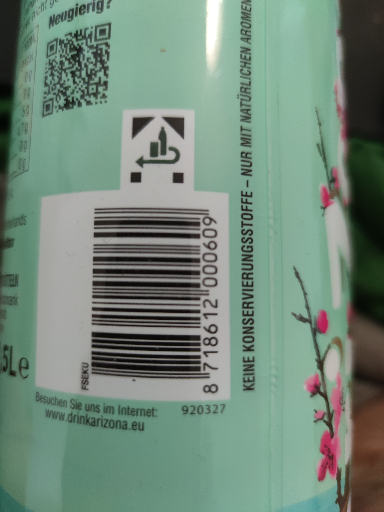 Neugierig?
8 718612 000609
FSEKU
5L e
Besuchen Sie uns im Internet:
www.drinkarizona.eu
920327
KEINE KONSERVIERUNGSSTOFFE – NUR MIT NATÜRLICHEN AROMEN